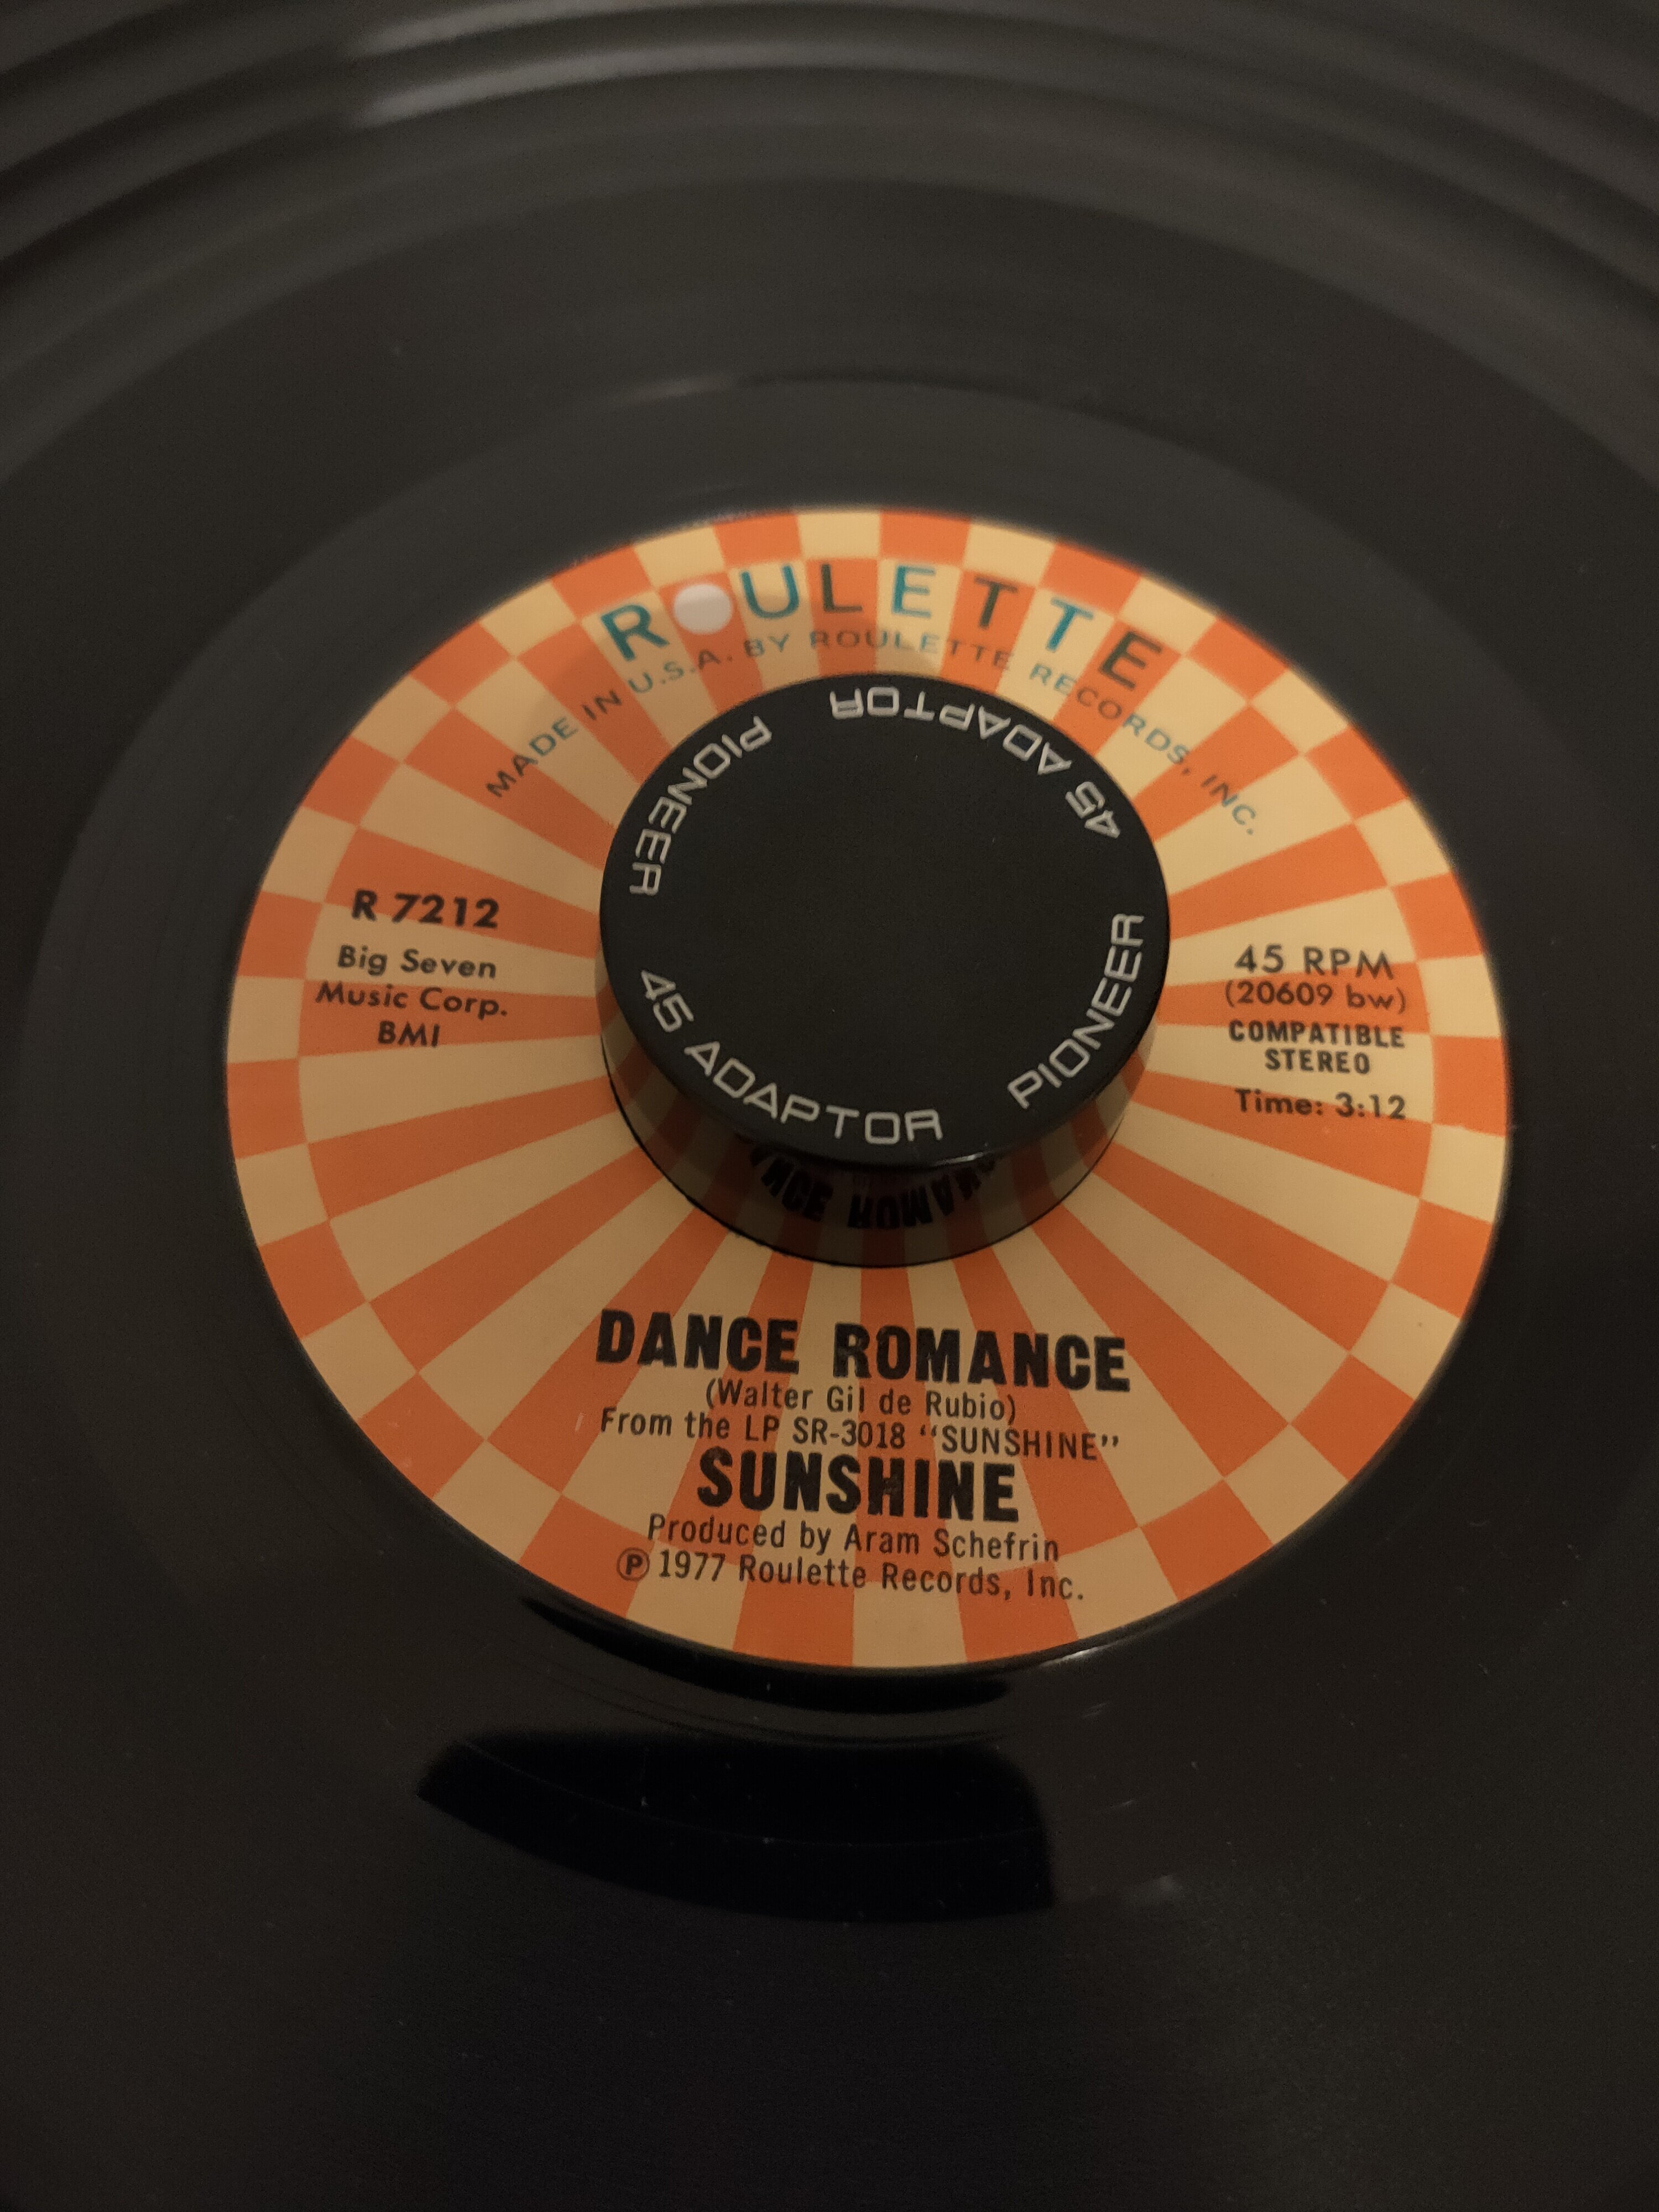 ROULETTE
MADE IN U.S.A. BY ROULETTE RECORDS, INC.
PIONEER
45 ADAPTOR
PIONEER
45 ADAPTOR
R 7212
Big Seven
Music Corp.
BMI
45 RPM
(20609 bw)
COMPATIBLE
STEREO
Time: 3:12
DANCE ROMANCE
(Walter Gil de Rubio)
From the LP SR-3018 “SUNSHINE”
SUNSHINE
Produced by Aram Schefrin
Ⓟ 1977 Roulette Records, Inc.